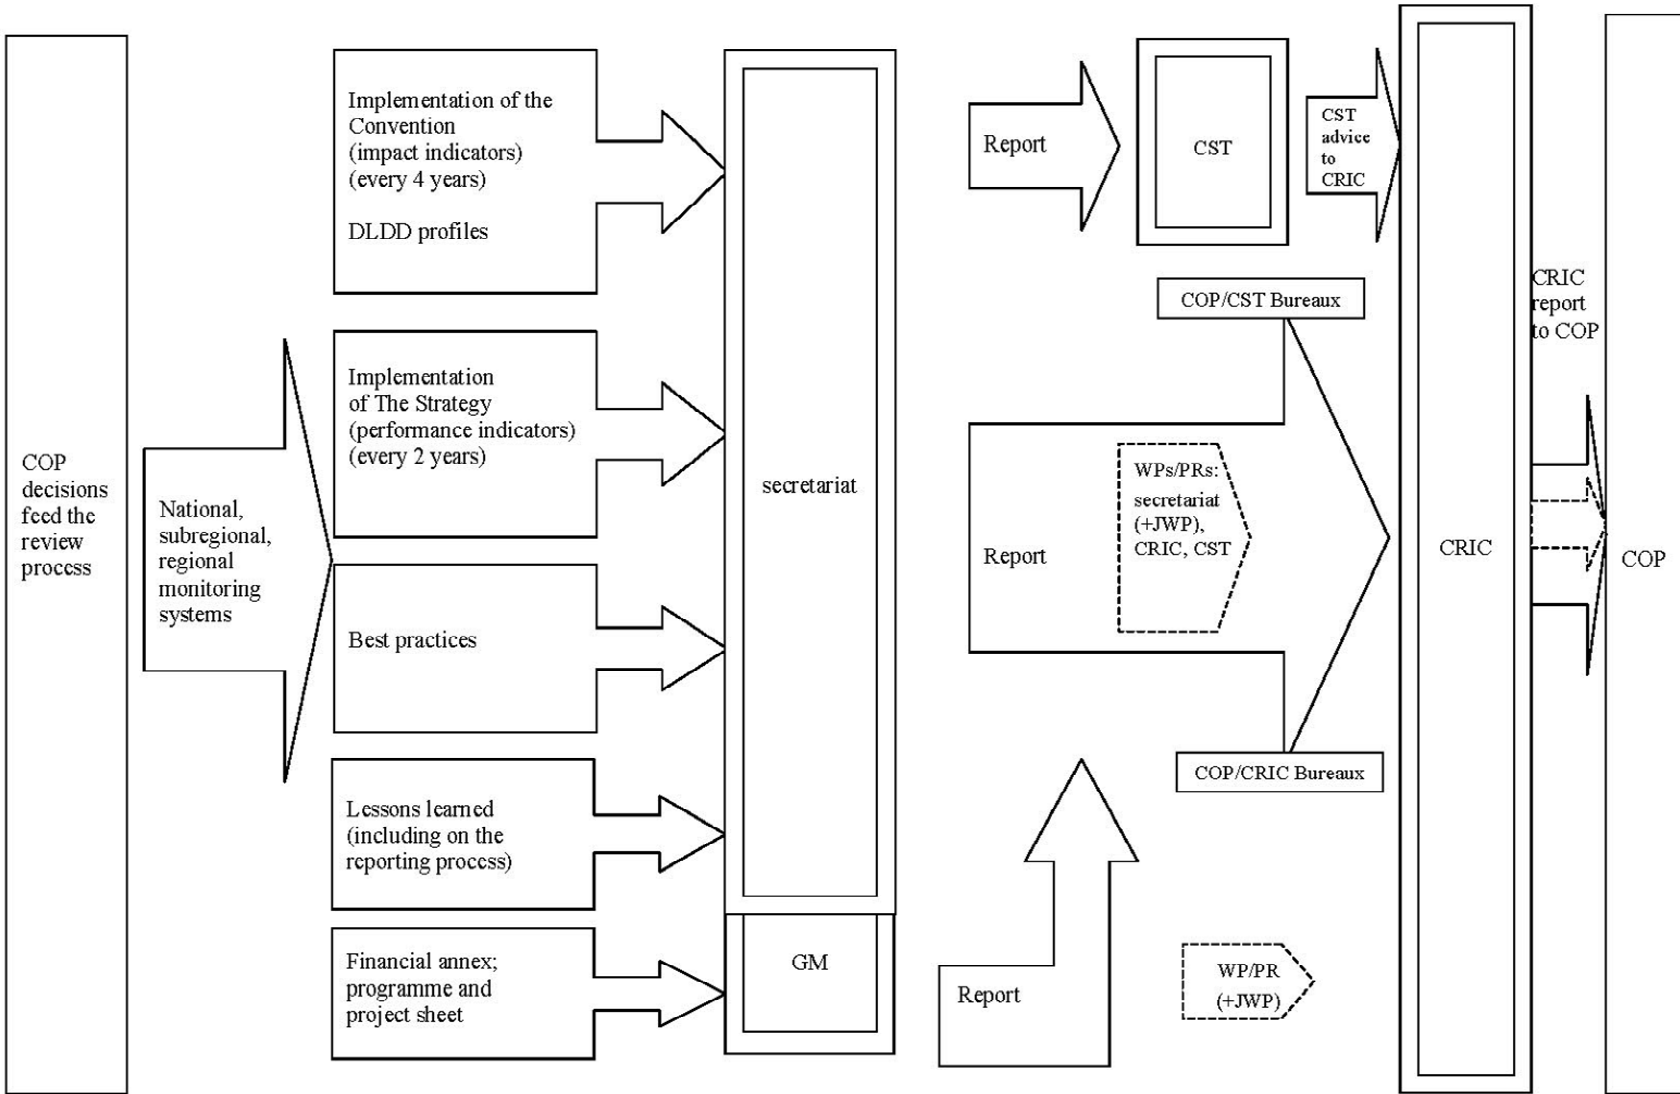 COP
decisions
feed the
review
process
National,
subregional,
regional
monitoring
systems
Implementation of the
Convention
(impact indicators)
(every 4 years)
DLDD profiles
Implementation
of The Strategy
(performance indicators)
(every 2 years)
Best practices
Lessons learned
(including on the
reporting process)
Financial annex;
programme and
project sheet
secretariat
GM
Report
CST
CST
advice
to
CRIC
COP/CST Bureaux
Report
WPs/PRs:
secretariat
(+JWP),
CRIC, CST
COP/CRIC Bureaux
Report
WP/PR
(+JWP)
CRIC
CRIC
report
to COP
COP